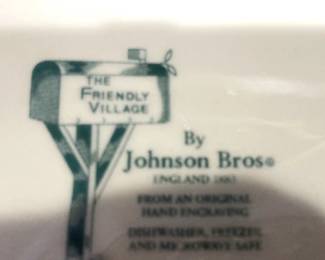 THE
FRIENDLY
VILLAGE
By
Johnson Bros®
ENGLAND 1883
FROM AN ORIGINAL
HAND ENGRAVING
DISHWASHER, FREEZER
AND MICROWAVE SAFE